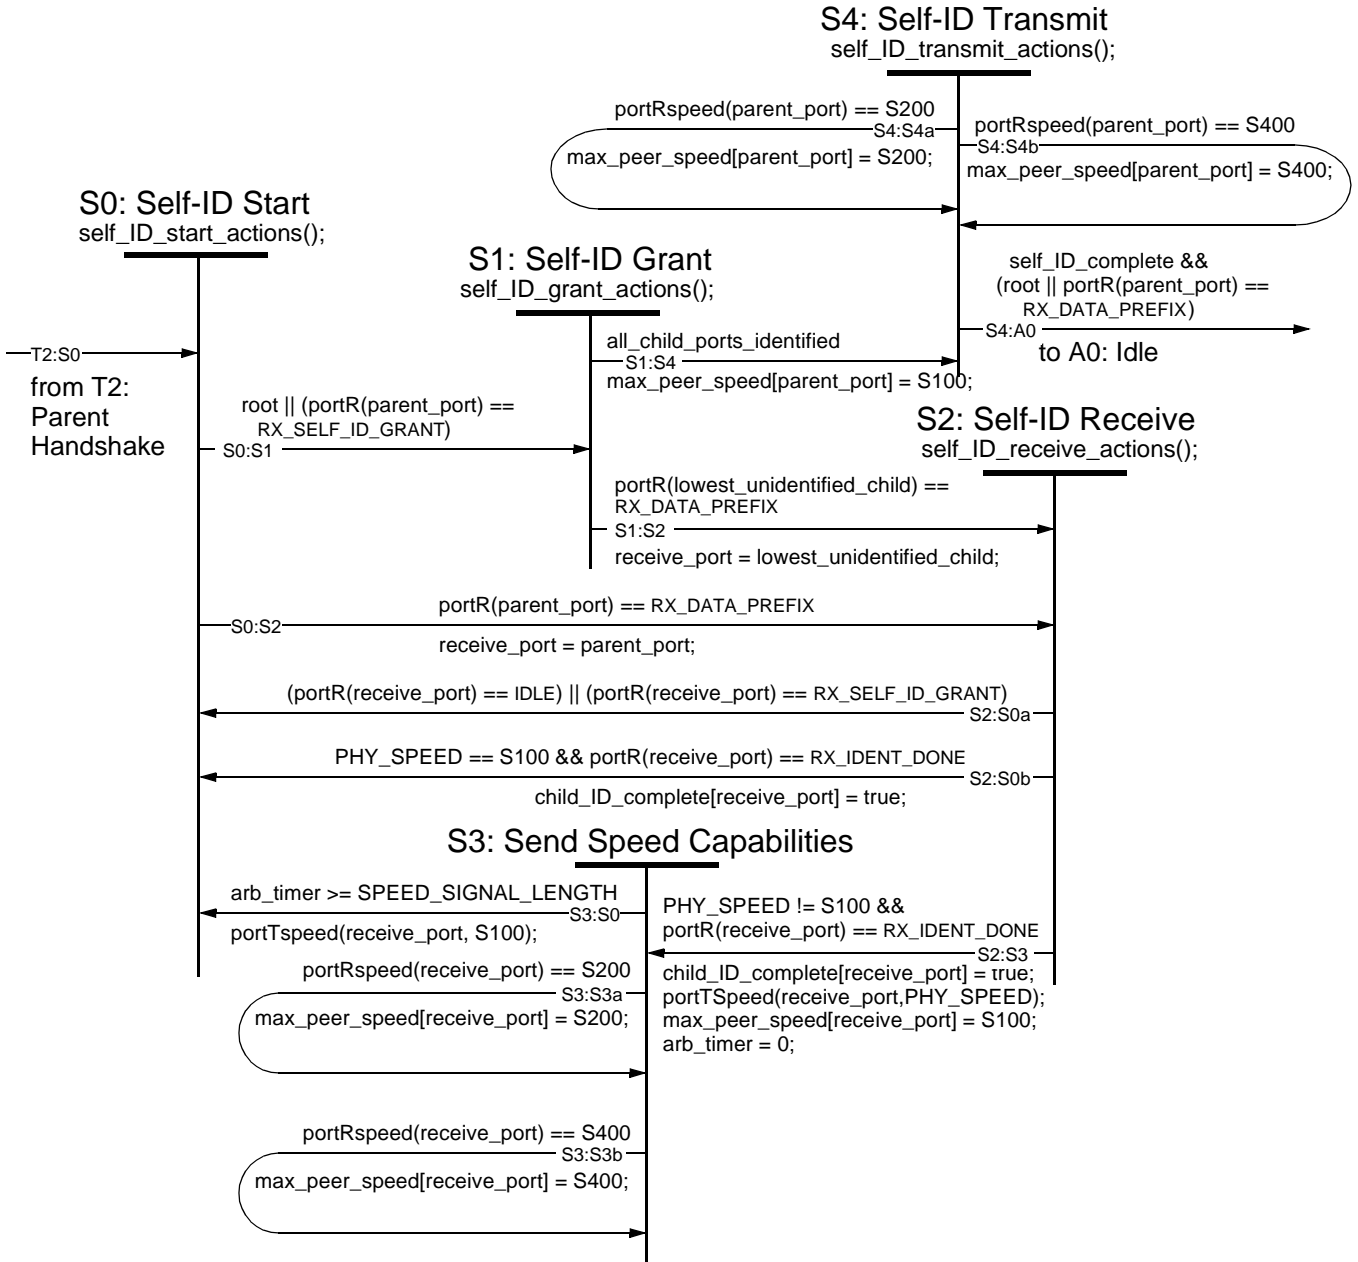 S4: Self-ID Transmit
self_ID_transmit_actions();
portRspeed(parent_port) == S200
S4:S4a
max_peer_speed[parent_port] = S200;
portRspeed(parent_port) == S400
S4:S4b
max_peer_speed[parent_port] = S400;
S0: Self-ID Start
self_ID_start_actions();
S1: Self-ID Grant
self_ID_grant_actions();
self_ID_complete &&
(root || portR(parent_port) ==
RX_DATA_PREFIX)
S4:A0
to A0: Idle
T2:S0
from T2:
Parent
Handshake
all_child_ports_identified
S1:S4
max_peer_speed[parent_port] = S100;
root || (portR(parent_port) ==
RX_SELF_ID_GRANT)
S0:S1
S2: Self-ID Receive
self_ID_receive_actions();
portR(lowest_unidentified_child) ==
RX_DATA_PREFIX
S1:S2
receive_port = lowest_unidentified_child;
portR(parent_port) == RX_DATA_PREFIX
S0:S2
receive_port = parent_port;
(portR(receive_port) == IDLE) || (portR(receive_port) == RX_SELF_ID_GRANT)
S2:S0a
PHY_SPEED == S100 && portR(receive_port) == RX_IDENT_DONE
S2:S0b
child_ID_complete[receive_port] = true;
S3: Send Speed Capabilities
arb_timer >= SPEED_SIGNAL_LENGTH
S3:S0
portTspeed(receive_port, S100);
PHY_SPEED != S100 &&
portR(receive_port) == RX_IDENT_DONE
S2:S3
child_ID_complete[receive_port] = true;
portTSpeed(receive_port,PHY_SPEED);
max_peer_speed[receive_port] = S100;
arb_timer = 0;
portRspeed(receive_port) == S200
S3:S3a
max_peer_speed[receive_port] = S200;
portRspeed(receive_port) == S400
S3:S3b
max_peer_speed[receive_port] = S400;